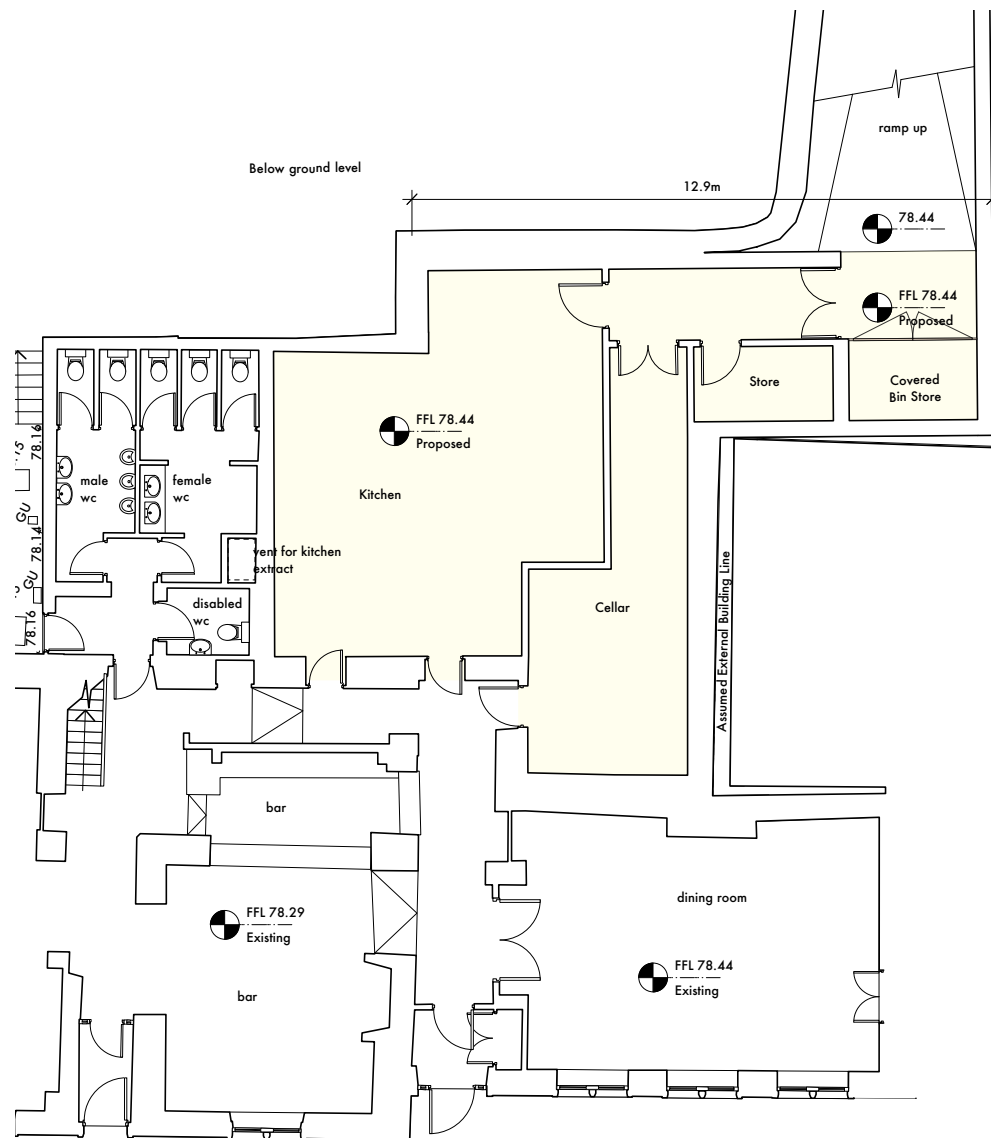 ramp up
Below ground level
12.9m
78.44
FFL 78.44
Proposed
Store
Covered
Bin Store
FFL 78.44
Proposed
78.16
male
wc
female
wc
Kitchen
GU
78.14
vent for kitchen
extract
GU
disabled
wc
78.16
Cellar
Assumed External Building Line
bar
dining room
FFL 78.29
Existing
FFL 78.44
Existing
bar